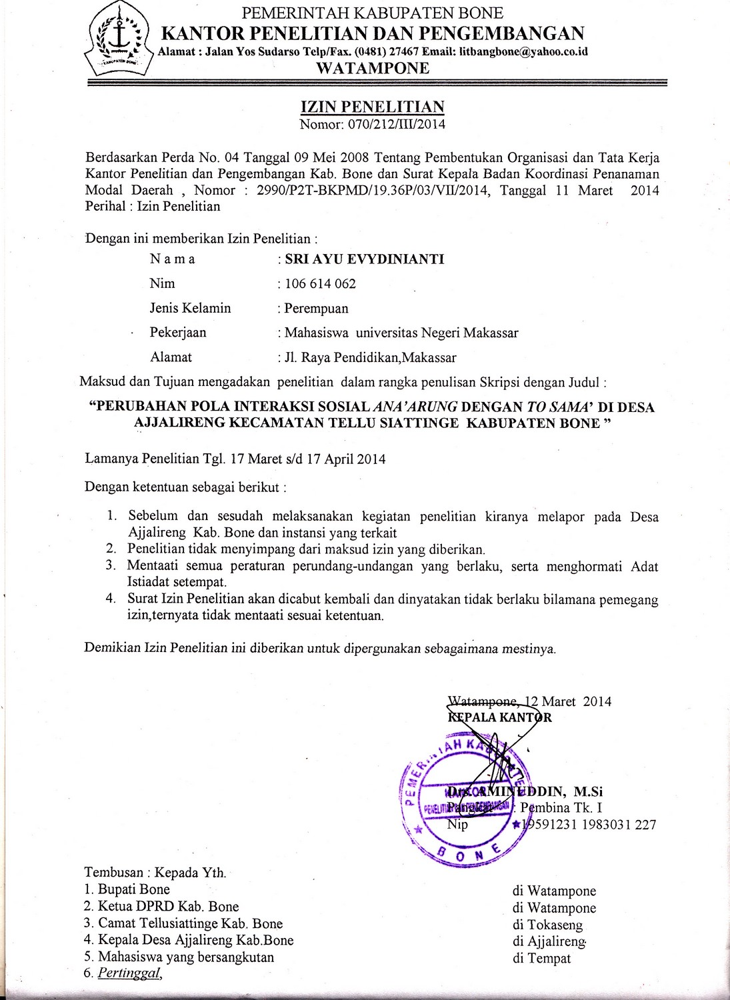 PEMERINTAH KABUPATEN BONE
KANTOR PENELITIAN DAN PENGEMBANGAN
Alamat : Jalan Yos Sudarso Telp/Fax. (0481) 27467 Email: litbangbone@yahoo.co.id
WATAMPONE
KABUPATEN BONE
IZIN PENELITIAN
Nomor: 070/212/III/2014
Berdasarkan Perda No. 04 Tanggal 09 Mei 2008 Tentang Pembentukan Organisasi dan Tata Kerja
Kantor Penelitian dan Pengembangan Kab. Bone dan Surat Kepala Badan Koordinasi Penanaman
Modal Daerah , Nomor : 2990/P2T-BKPMD/19.36P/03/VII/2014, Tanggal 11 Maret 2014
Perihal : Izin Penelitian
Dengan ini memberikan Izin Penelitian :
N a m a : SRI AYU EVYDINIANTI
Nim : 106 614 062
Jenis Kelamin : Perempuan
Pekerjaan : Mahasiswa universitas Negeri Makassar
Alamat : Jl. Raya Pendidikan,Makassar
Maksud dan Tujuan mengadakan penelitian dalam rangka penulisan Skripsi dengan Judul :
“PERUBAHAN POLA INTERAKSI SOSIAL ANA’ARUNG DENGAN TO SAMA’ DI DESA
AJJALIRENG KECAMATAN TELLU SIATTINGE KABUPATEN BONE ”
Lamanya Penelitian Tgl. 17 Maret s/d 17 April 2014
Dengan ketentuan sebagai berikut :
1. Sebelum dan sesudah melaksanakan kegiatan penelitian kiranya melapor pada Desa
Ajjalireng Kab. Bone dan instansi yang terkait
2. Penelitian tidak menyimpang dari maksud izin yang diberikan.
3. Mentaati semua peraturan perundang-undangan yang berlaku, serta menghormati Adat
Istiadat setempat.
4. Surat Izin Penelitian akan dicabut kembali dan dinyatakan tidak berlaku bilamana pemegang
izin,ternyata tidak mentaati sesuai ketentuan.
Demikian Izin Penelitian ini diberikan untuk dipergunakan sebagaimana mestinya.
Watampone, 12 Maret 2014
KEPALA KANTOR
PEMERINTAH KABUPATEN
KANTOR
PENELITIAN DAN PENGEMBANGAN
BONE
Drs. AMINUDDIN, M.Si
Pangkat : Pembina Tk. I
Nip 19591231 1983031 227
Tembusan : Kepada Yth.
1. Bupati Bone di Watampone
2. Ketua DPRD Kab. Bone di Watampone
3. Camat Tellusiattinge Kab. Bone di Tokaseng
4. Kepala Desa Ajjalireng Kab.Bone di Ajjalireng
5. Mahasiswa yang bersangkutan di Tempat
6. Pertinggal,